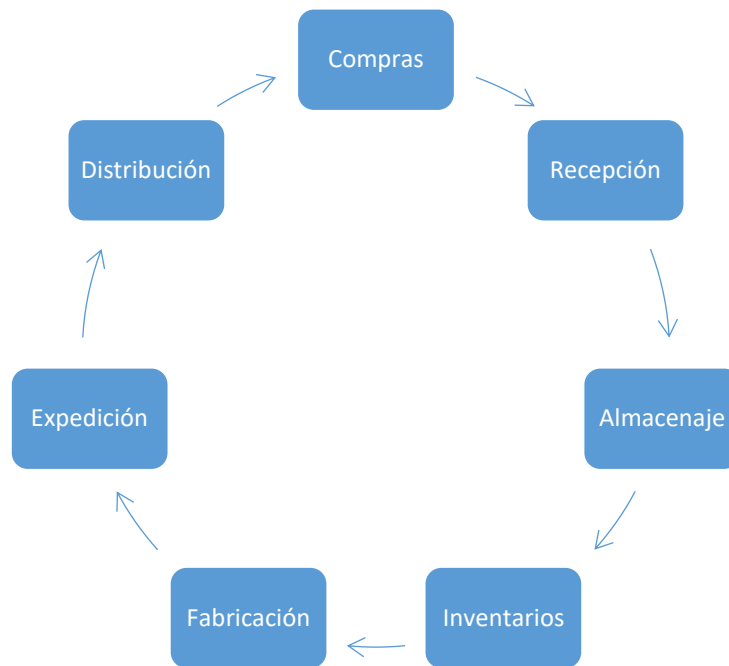 Compras
Recepción
Almacenaje
Inventarios
Fabricación
Expedición
Distribución